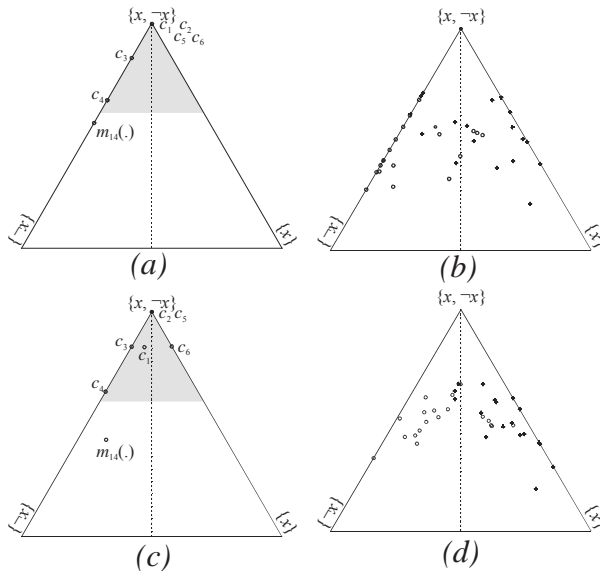 {x, ¬x}
c1 c2
c5 c6
c3
c4
m14(.)
{¬x}
{x}
(a)
{x, ¬x}
{¬x}
{x}
(b)
{x, ¬x}
c2 c5
c3
c1
c6
c4
m14(.)
{¬x}
{x}
(c)
{x, ¬x}
{¬x}
{x}
(d)